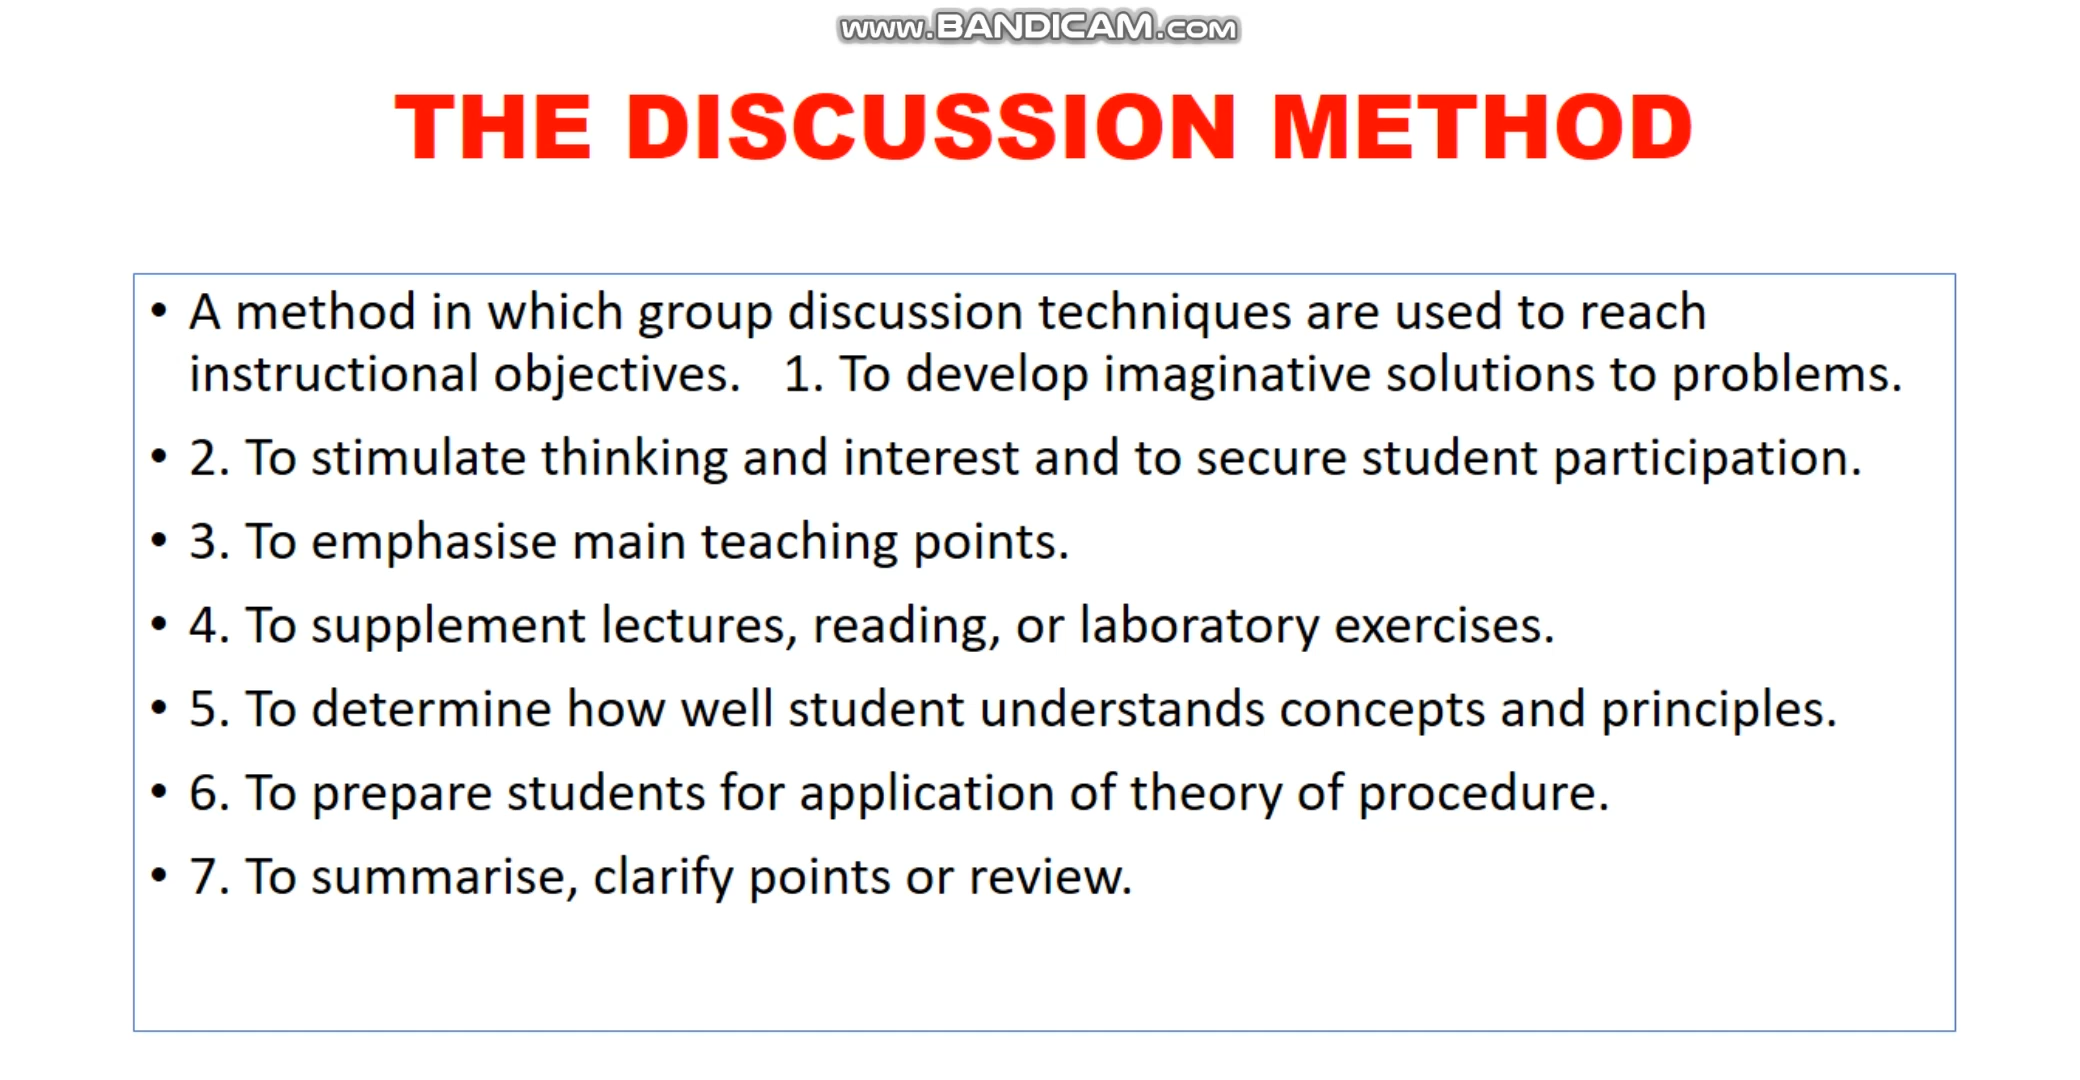 www.BANDICAM.com
THE DISCUSSION METHOD
• A method in which group discussion techniques are used to reach
instructional objectives.   1. To develop imaginative solutions to problems.
• 2. To stimulate thinking and interest and to secure student participation.
• 3. To emphasise main teaching points.
• 4. To supplement lectures, reading, or laboratory exercises.
• 5. To determine how well student understands concepts and principles.
• 6. To prepare students for application of theory of procedure.
• 7. To summarise, clarify points or review.